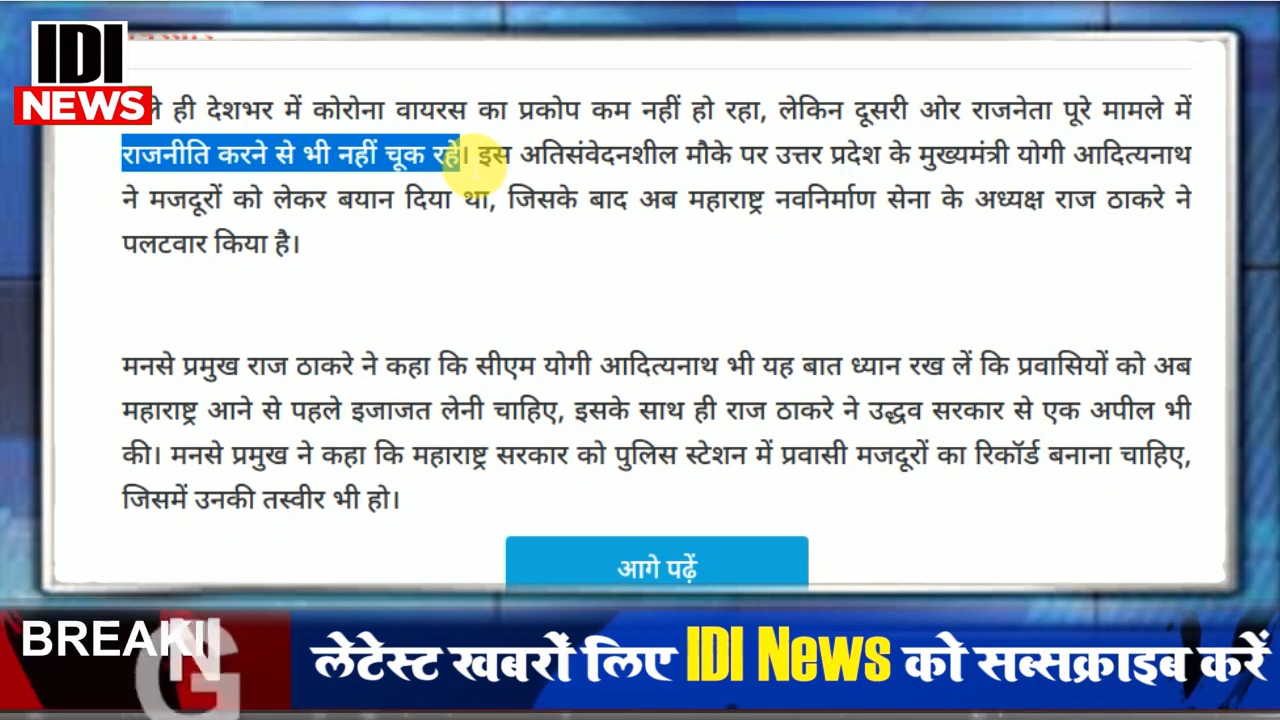 IDI
NEWS
ही देशभर में कोरोना वायरस का प्रकोप कम नहीं हो रहा, लेकिन दूसरी ओर राजनेता पूरे मामले में
राजनीति करने से भी नहीं चूक रहे। इस अतिसंवेदनशील मौके पर उत्तर प्रदेश के मुख्यमंत्री योगी आदित्यनाथ
ने मजदूरों को लेकर बयान दिया था, जिसके बाद अब महाराष्ट्र नवनिर्माण सेना के अध्यक्ष राज ठाकरे ने
पलटवार किया है।
मनसे प्रमुख राज ठाकरे ने कहा कि सीएम योगी आदित्यनाथ भी यह बात ध्यान रख लें कि प्रवासियों को अब
महाराष्ट्र आने से पहले इजाजत लेनी चाहिए, इसके साथ ही राज ठाकरे ने उद्धव सरकार से एक अपील भी
की। मनसे प्रमुख ने कहा कि महाराष्ट्र सरकार को पुलिस स्टेशन में प्रवासी मजदूरों का रिकॉर्ड बनाना चाहिए,
जिसमें उनकी तस्वीर भी हो।
आगे पढ़ें
लेटेस्ट खबरों लिए IDI News को सब्सक्राइब करें